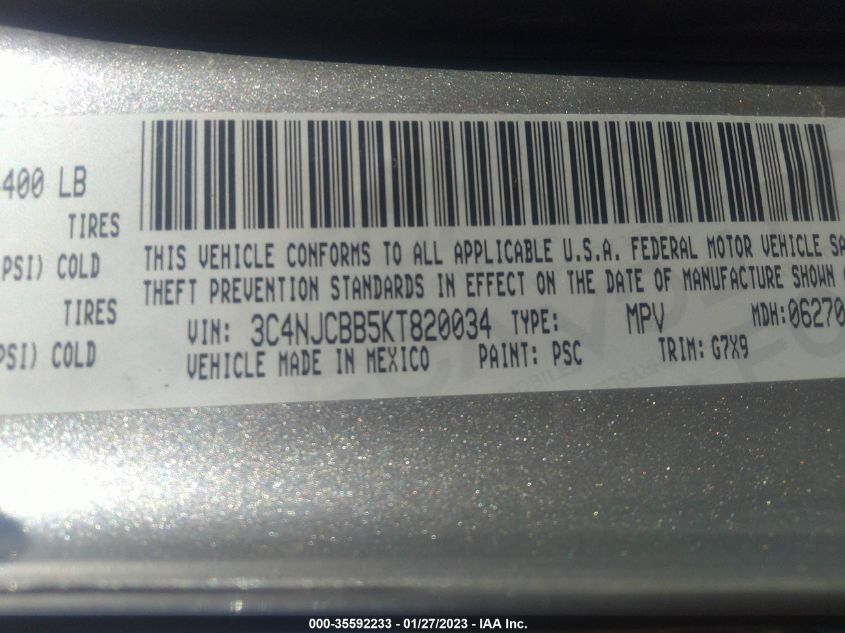 400 LB
TIRES
PSI) COLD
TIRES
PSI) COLD
THIS VEHICLE CONFORMS TO ALL APPLICABLE U.S.A. FEDERAL MOTOR VEHICLE SA
THEFT PREVENTION STANDARDS IN EFFECT ON THE DATE OF MANUFACTURE SHOWN
VIN: 3C4NJCBB5KT820034 TYPE: MPV MDH: 06270
VEHICLE MADE IN MEXICO PAINT: PSC TRIM: G7X9
000-35592233 - 01/27/2023 - IAA Inc.